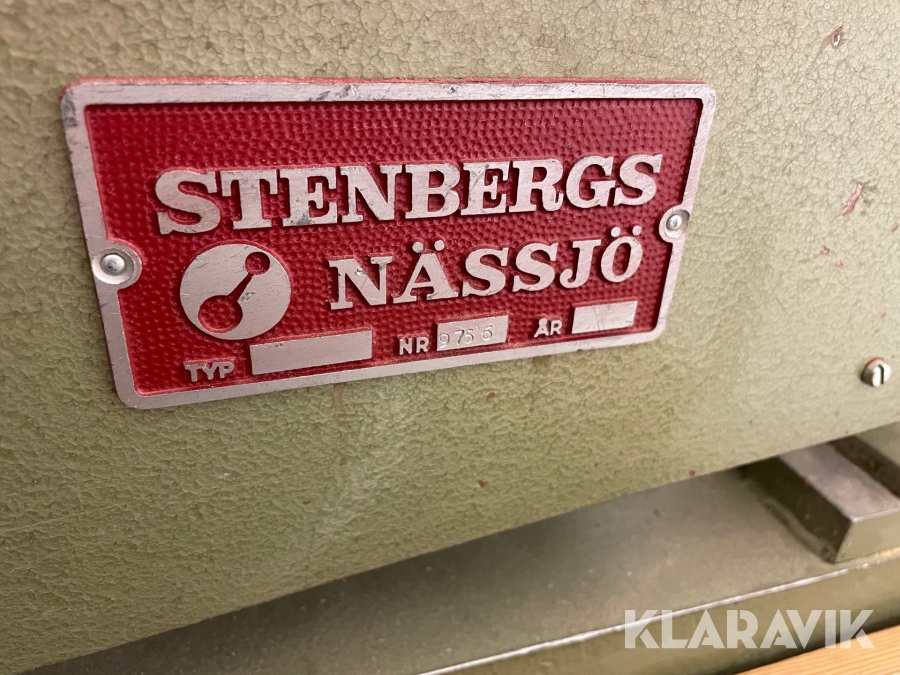 STENBERGS
NÄSSJÖ
TYP NR 9756 ÅR
KLARAVIK